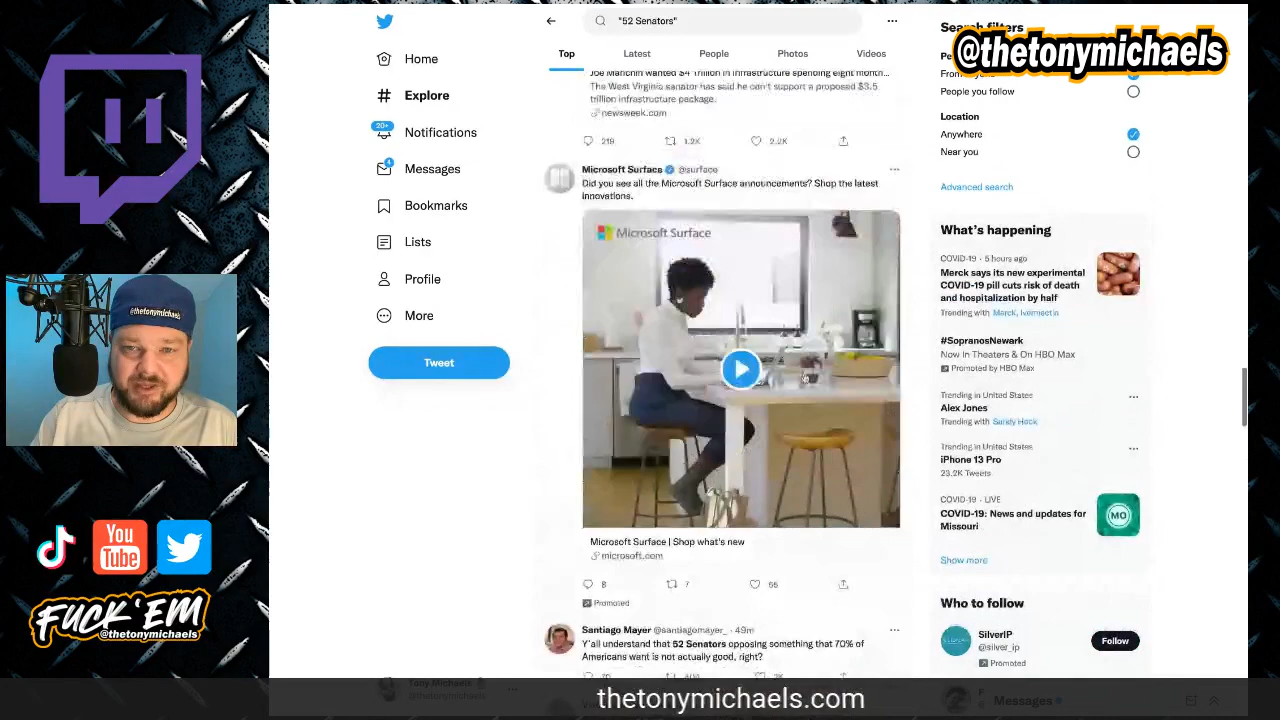 "52 Senators"
Home
Explore
20+
Notifications
4
Messages
Bookmarks
Lists
Profile
More
Tweet
Top
Latest
People
Photos
Videos
Joe Manchin wanted $4 Trillion in infrastructure spending eight month...
The West Virginia senator has said he can't support a proposed $3.5
trillion infrastructure package.
newsweek.com
219
1.2K
2.2K
Microsoft Surface @surface
Did you see all the Microsoft Surface announcements? Shop the latest
innovations.
Microsoft Surface
Microsoft Surface | Shop what's new
microsoft.com
8
7
55
Promoted
Santiago Mayer @santiagomayer_ · 49m
Y'all understand that 52 Senators opposing something that 70% of
Americans want is not actually good, right?
Search filters
@thetonymichaels
People you follow
Location
Anywhere
Near you
Advanced search
What's happening
COVID-19 · 5 hours ago
Merck says its new experimental
COVID-19 pill cuts risk of death
and hospitalization by half
Trending with Merck, Ivermectin
#SopranosNewark
Now In Theaters & On HBO Max
Promoted by HBO Max
Trending in United States
Alex Jones
Trending with Sandy Hook
Trending in United States
iPhone 13 Pro
23.2K Tweets
COVID-19 · LIVE
COVID-19: News and updates for
Missouri
MO
Show more
Who to follow
SilverIP
@silver_ip
Follow
Promoted
Messages
Tony Michaels
@thetonymichaels
@thetonymichaels
You
Tube
FUCK 'EM
@thetonymichaels
thetonymichaels.com